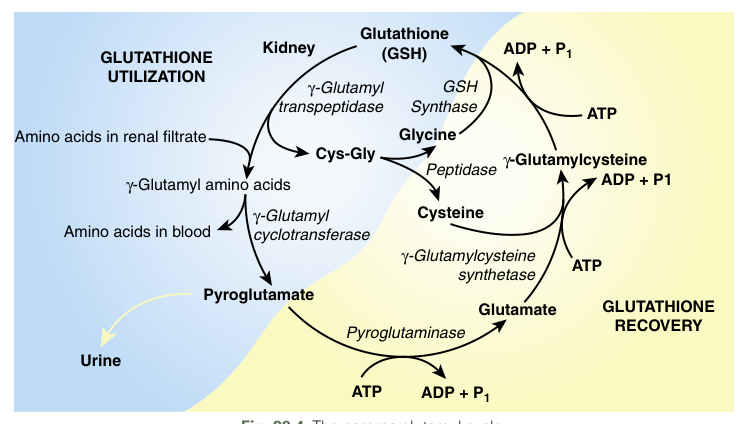 GLUTATHIONE
UTILIZATION
Kidney
Glutathione
(GSH)
ADP + P1
γ-Glutamyl
transpeptidase
GSH
Synthase
ATP
Amino acids in renal filtrate
Glycine
Cys-Gly
Peptidase
γ-Glutamylcysteine
ADP + P1
γ-Glutamyl amino acids
Cysteine
Amino acids in blood
γ-Glutamyl
cyclotransferase
γ-Glutamylcysteine
synthetase
ATP
Pyroglutamate
Glutamate
GLUTATHIONE
RECOVERY
Pyroglutaminase
Urine
ATP
ADP + P1